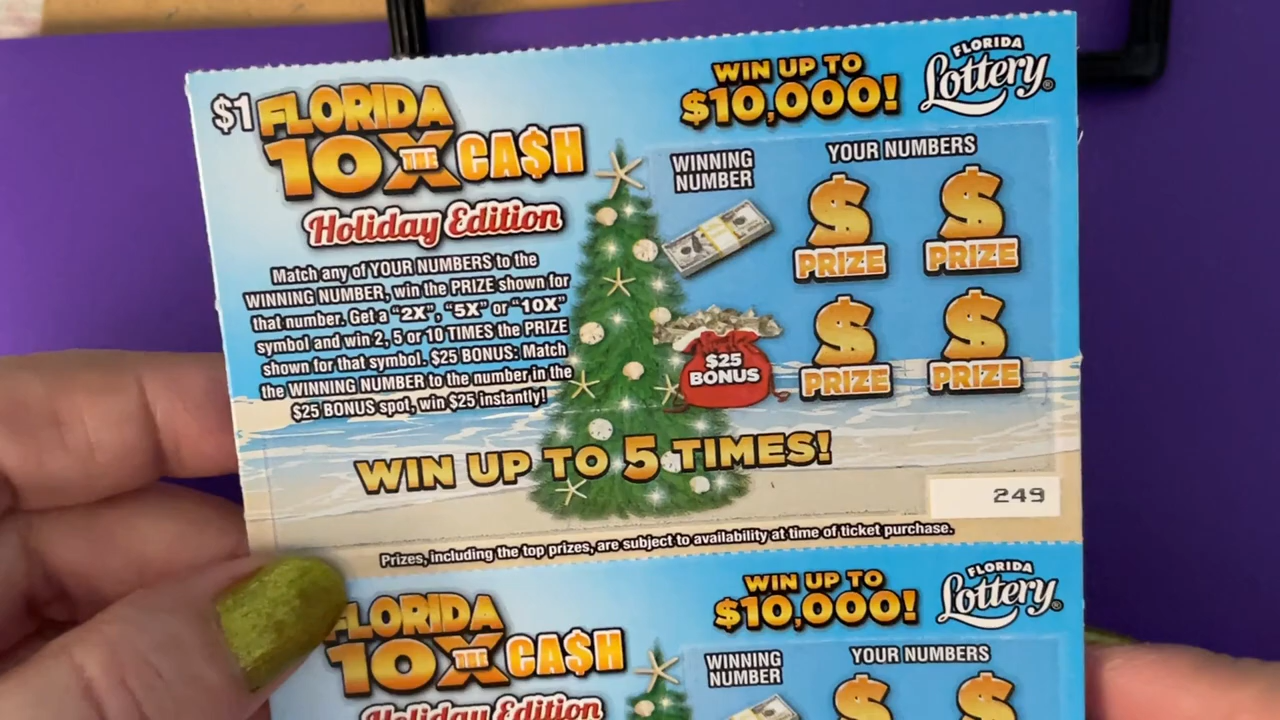 $1 FLORIDA
10X THE CA$H
Holiday Edition
Match any of YOUR NUMBERS to the
WINNING NUMBER, win the PRIZE shown for
that number. Get a "2X", "5X" or "10X"
symbol and win 2, 5 or 10 TIMES the PRIZE
shown for that symbol. $25 BONUS: Match
the WINNING NUMBER to the number in the
$25 BONUS spot, win $25 instantly!
WIN UP TO
$10,000!
FLORIDA
Lottery®
WINNING
NUMBER
YOUR NUMBERS
$ $
PRIZE PRIZE
$25
BONUS
$ $
PRIZE PRIZE
WIN UP TO 5 TIMES!
249
Prizes, including the top prizes, are subject to availability at time of ticket purchase.
FLORIDA
10X THE CA$H
Holiday Edition
WIN UP TO
$10,000!
FLORIDA
Lottery®
WINNING
NUMBER
YOUR NUMBERS
$ $